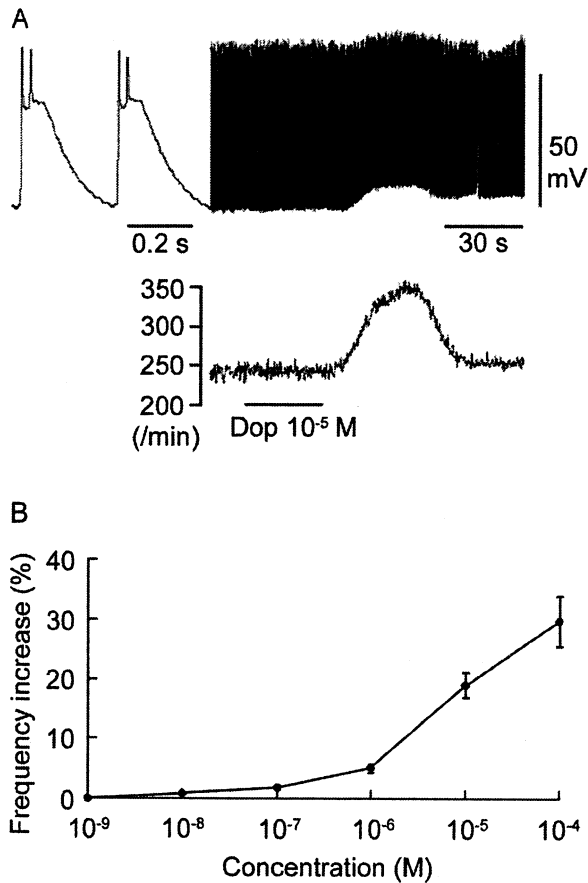 A
50
mV
0.2 s
30 s
350
300
250
200
(/min)
Dop 10⁻⁵ M
B
Frequency increase (%)
40
30
20
10
0
10⁻⁹ 10⁻⁸ 10⁻⁷ 10⁻⁶ 10⁻⁵ 10⁻⁴
Concentration (M)